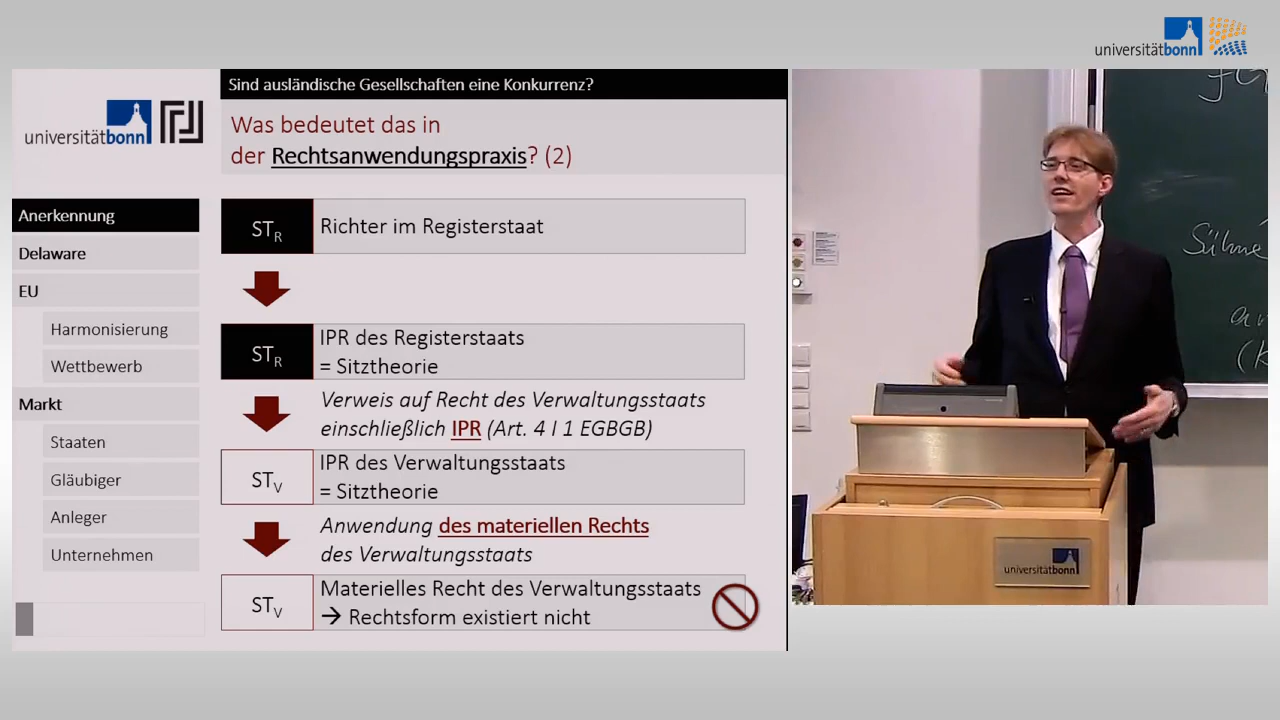 universitätbonn
Sind ausländische Gesellschaften eine Konkurrenz?
universitätbonn
Was bedeutet das in
der Rechtsanwendungspraxis? (2)
Anerkennung
Delaware
EU
Harmonisierung
Wettbewerb
Markt
Staaten
Gläubiger
Anleger
Unternehmen
STR
Richter im Registerstaat
STR
IPR des Registerstaats
= Sitztheorie
Verweis auf Recht des Verwaltungsstaats
einschließlich IPR (Art. 4 I 1 EGBGB)
STV
IPR des Verwaltungsstaats
= Sitztheorie
Anwendung des materiellen Rechts
des Verwaltungsstaats
STV
Materielles Recht des Verwaltungsstaats
→ Rechtsform existiert nicht
universitätbonn